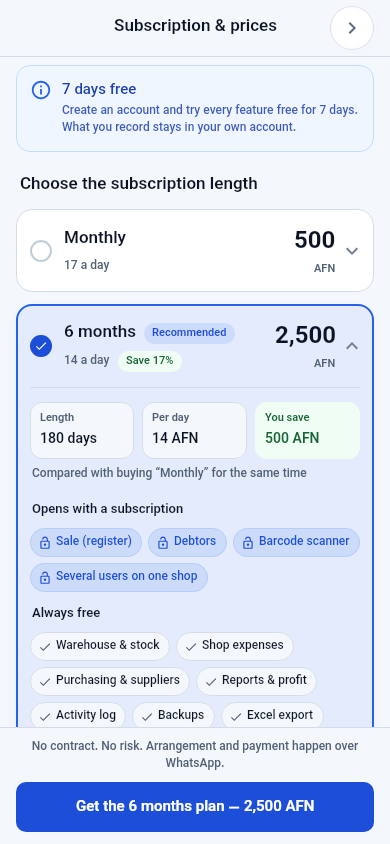 Subscription & prices
7 days free
Create an account and try every feature free for 7 days.
What you record stays in your own account.
Choose the subscription length
Monthly
500
17 a day
AFN
6 months
Recommended
2,500
14 a day
Save 17%
AFN
Length
Per day
You save
180 days
14 AFN
500 AFN
Compared with buying “Monthly” for the same time
Opens with a subscription
Sale (register)
Debtors
Barcode scanner
Several users on one shop
Always free
Warehouse & stock
Shop expenses
Purchasing & suppliers
Reports & profit
Activity log
Backups
Excel export
No contract. No risk. Arrangement and payment happen over
WhatsApp.
Get the 6 months plan — 2,500 AFN